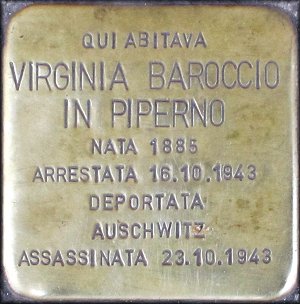 QUI ABITAVA
VIRGINIA BAROCCIO
IN PIPERNO
NATA 1885
ARRESTATA 16.10.1943
DEPORTATA
AUSCHWITZ
ASSASSINATA 23.10.1943